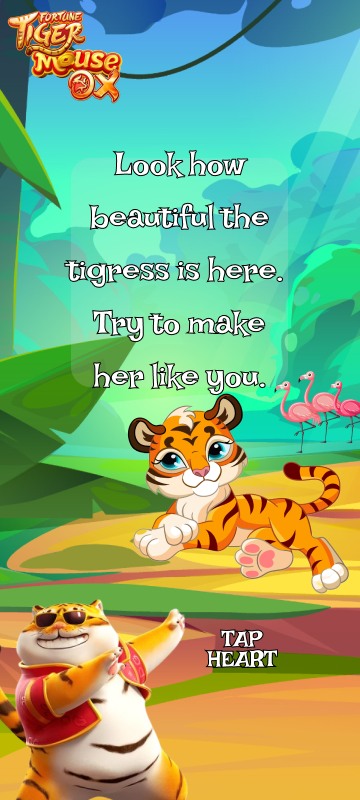 FORTUNE
TIGER
Mouse
OX
Look how
beautiful the
tigress is here.
Try to make
her like you.
TAP
HEART